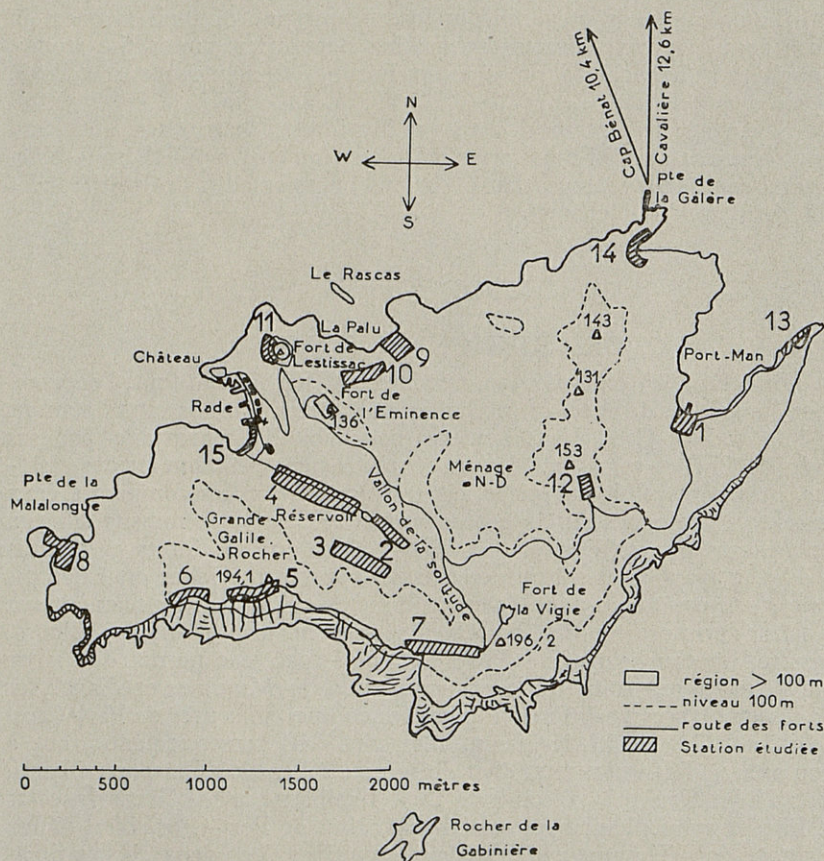 Cap Bénat 10,4 km
Cavalière 12,6 km
N
W
E
S
pte de
la Galère
14
Le Rascas
143
13
11
La Palu
Port-Man
Château
Fort de
Lestissac
9
10
131
Rade
Fort de
l'Eminence
136
1
15
153
Ménage
N-D
12
pte de la
Malalongue
4
Vallon de la solitude
Réservoir
Grande
Galile
Rocher
3
2
8
6
194,1
5
Fort de
la Vigie
7
196,2
région > 100 m
niveau 100 m
route des forts
Station étudiée
0 500 1000 1500 2000 mètres
Rocher de la
Gabinière